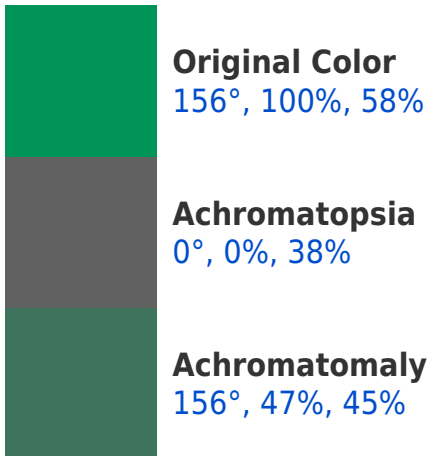 Original Color
156°, 100%, 58%
Achromatopsia
0°, 0%, 38%
Achromatomaly
156°, 47%, 45%